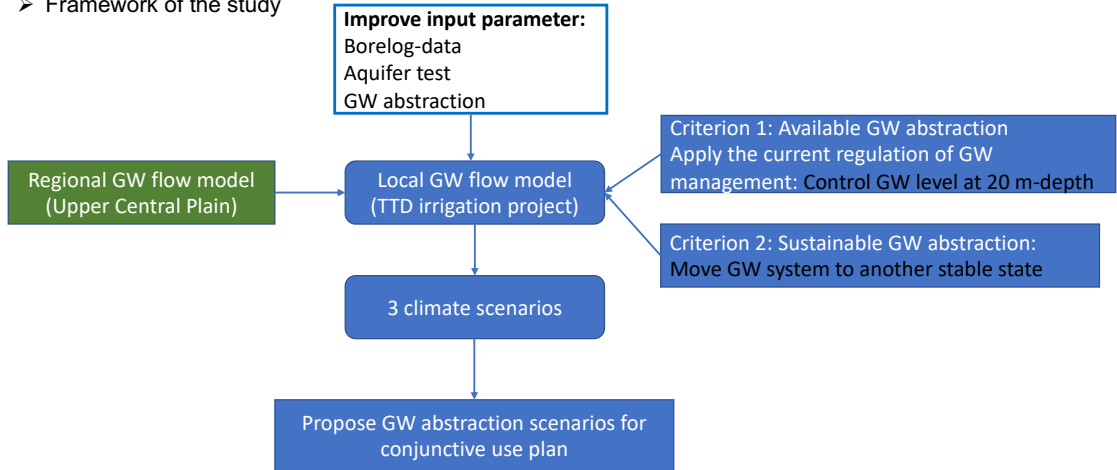 ➢ Framework of the study
Improve input parameter:
Borelog-data
Aquifer test
GW abstraction
Criterion 1: Available GW abstraction
Apply the current regulation of GW
management: Control GW level at 20 m-depth
Regional GW flow model
(Upper Central Plain)
Local GW flow model
(TTD irrigation project)
Criterion 2: Sustainable GW abstraction:
Move GW system to another stable state
3 climate scenarios
Propose GW abstraction scenarios for
conjunctive use plan